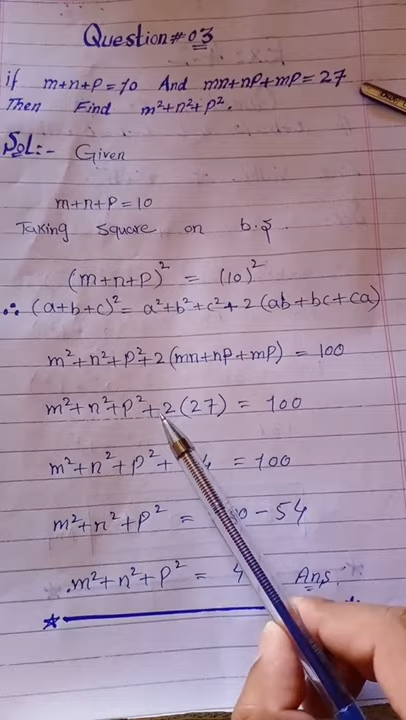 Question # 03
if m+n+p=10 And mn+np+mp=27
Then Find m²+n²+p².
Sol:- Given
m+n+p=10
Taking square on b.s.
(m+n+p)² = (10)²
∴ (a+b+c)² = a²+b²+c²+2(ab+bc+ca)
m²+n²+p²+2(mn+np+mp) = 100
m²+n²+p²+2(27) = 100
m²+n²+p²+ 4 = 100
m²+n²+p² = 0-54
m²+n²+p² = 4 Ans: